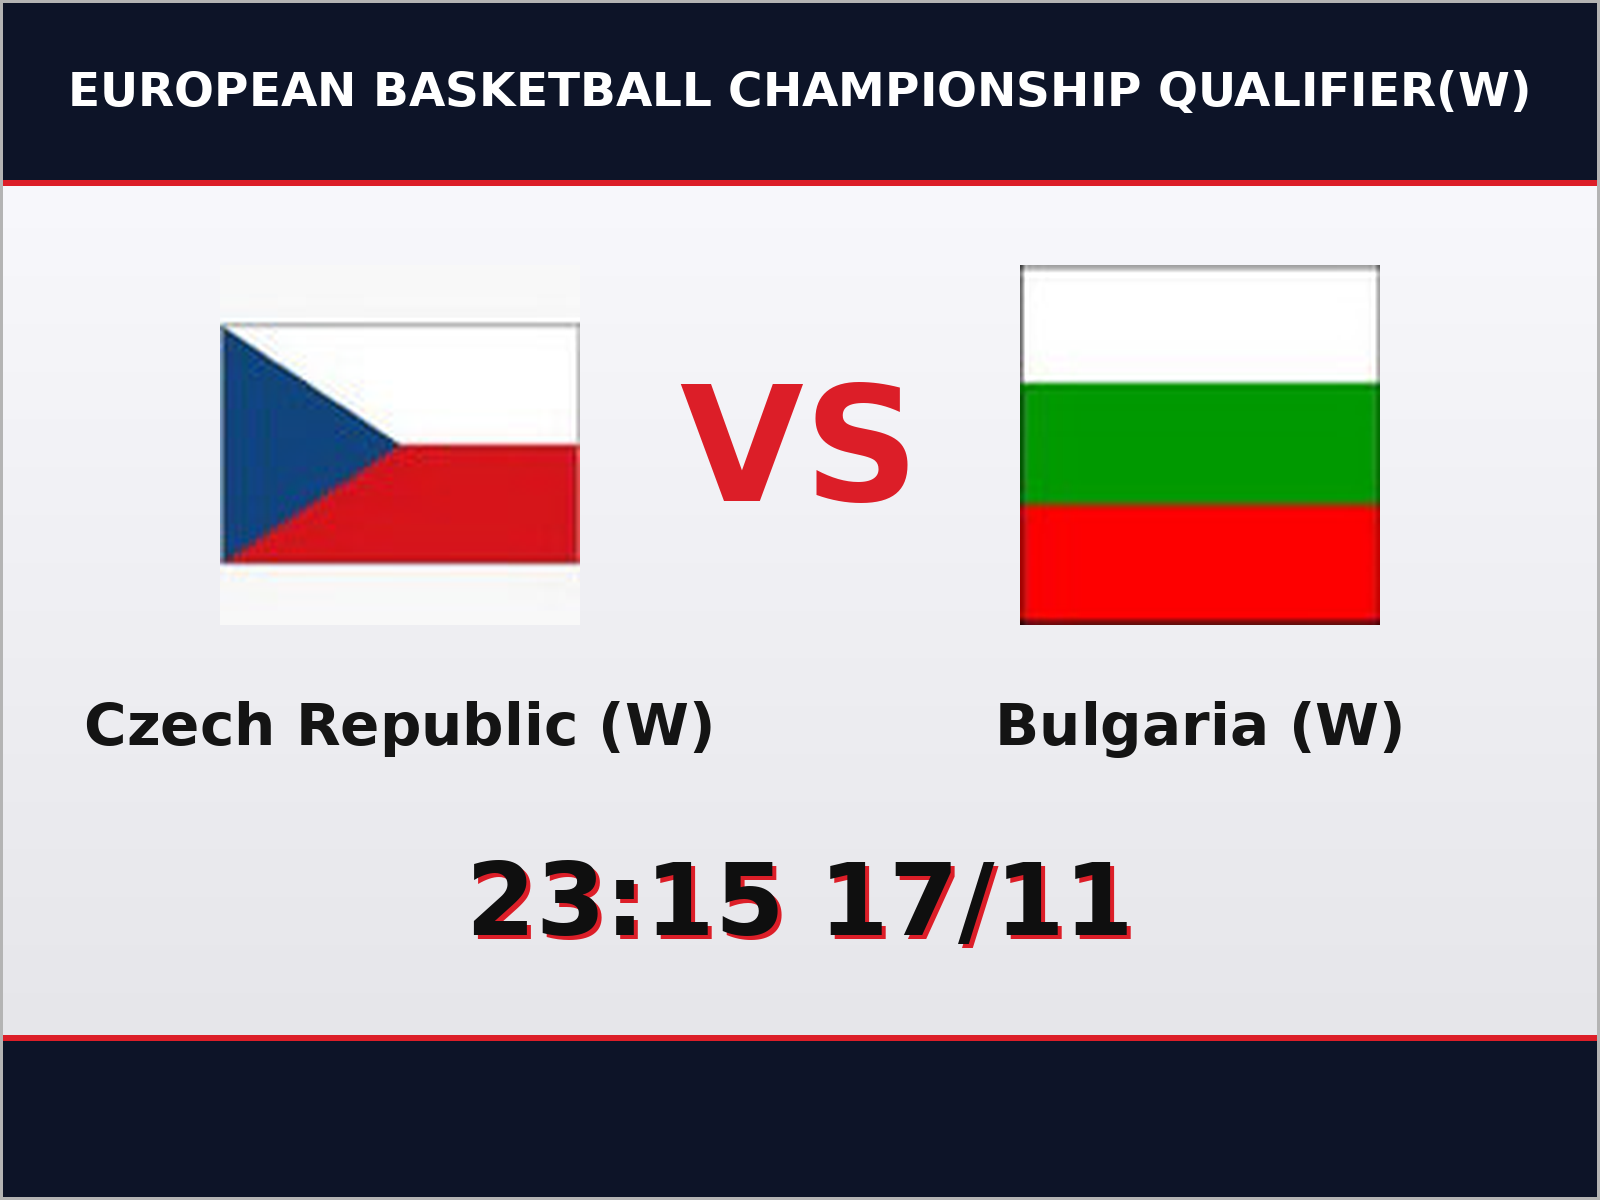 EUROPEAN BASKETBALL CHAMPIONSHIP QUALIFIER(W)
VS
Czech Republic (W)
Bulgaria (W)
23:15 17/11